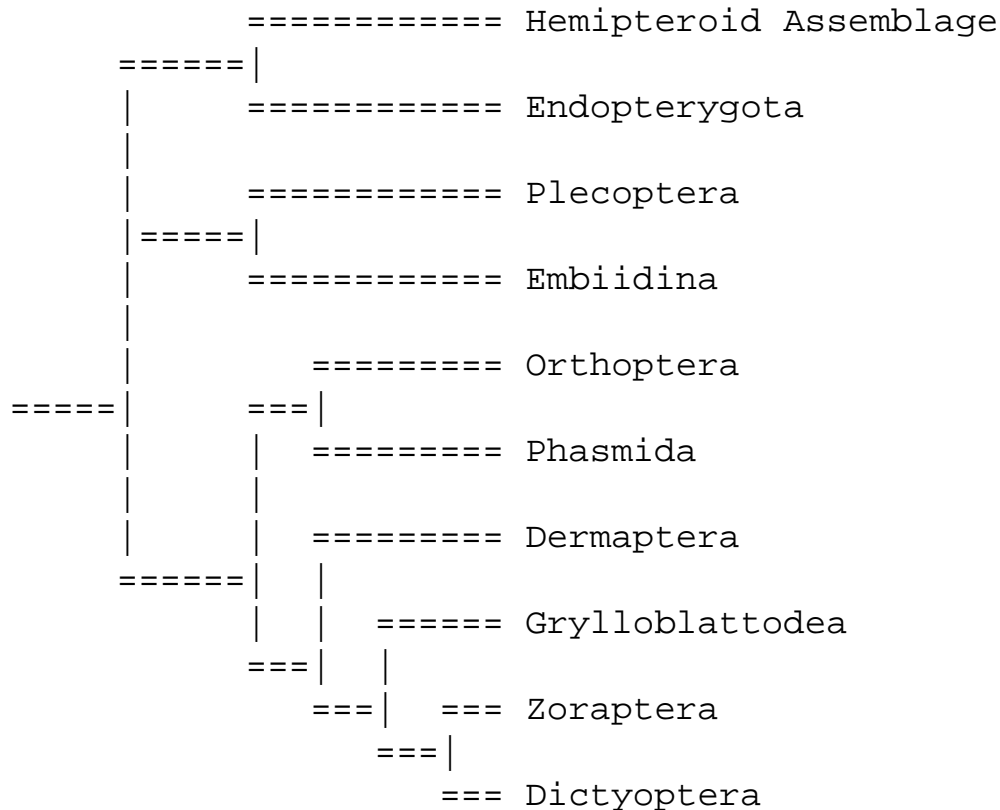 Hemipteroid Assemblage
Endopterygota
Plecoptera
Embiidina
Orthoptera
Phasmida
Dermaptera
Grylloblattodea
Zoraptera
Dictyoptera